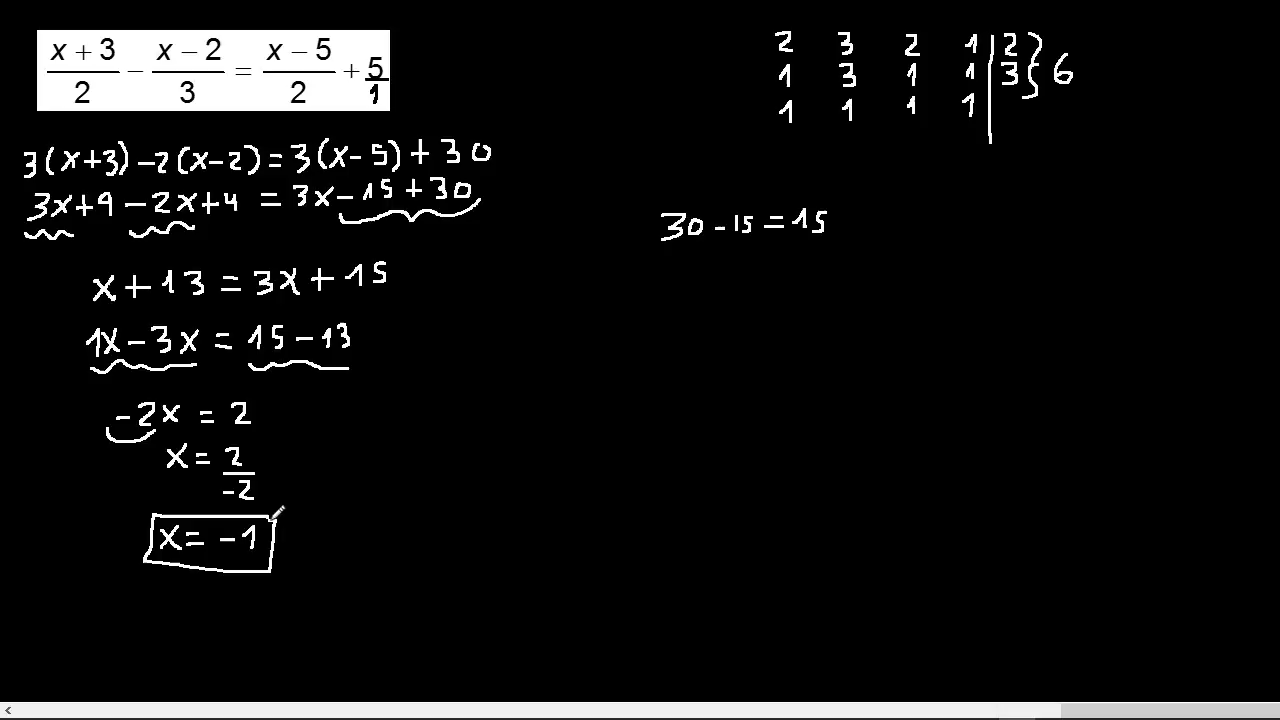 x + 3 / 2 − x − 2 / 3 = x − 5 / 2 + 5 / 1
3(x+3) -2(x-2) = 3(x-5) + 30
3x+9 -2x+4 = 3x -15 + 30
x + 13 = 3x + 15
1x - 3x = 15 - 13
-2x = 2
x = 2 / -2
x = -1
2 3 2 1 | 2
1 3 1 1 | 3 } 6
1 1 1 1 |
30 - 15 = 15